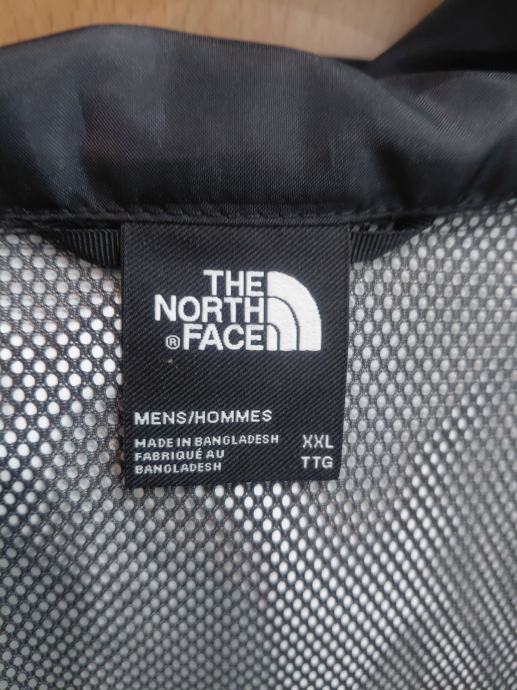 THE
NORTH
® FACE
MENS/HOMMES
MADE IN BANGLADESH XXL
FABRIQUÉ AU TTG
BANGLADESH